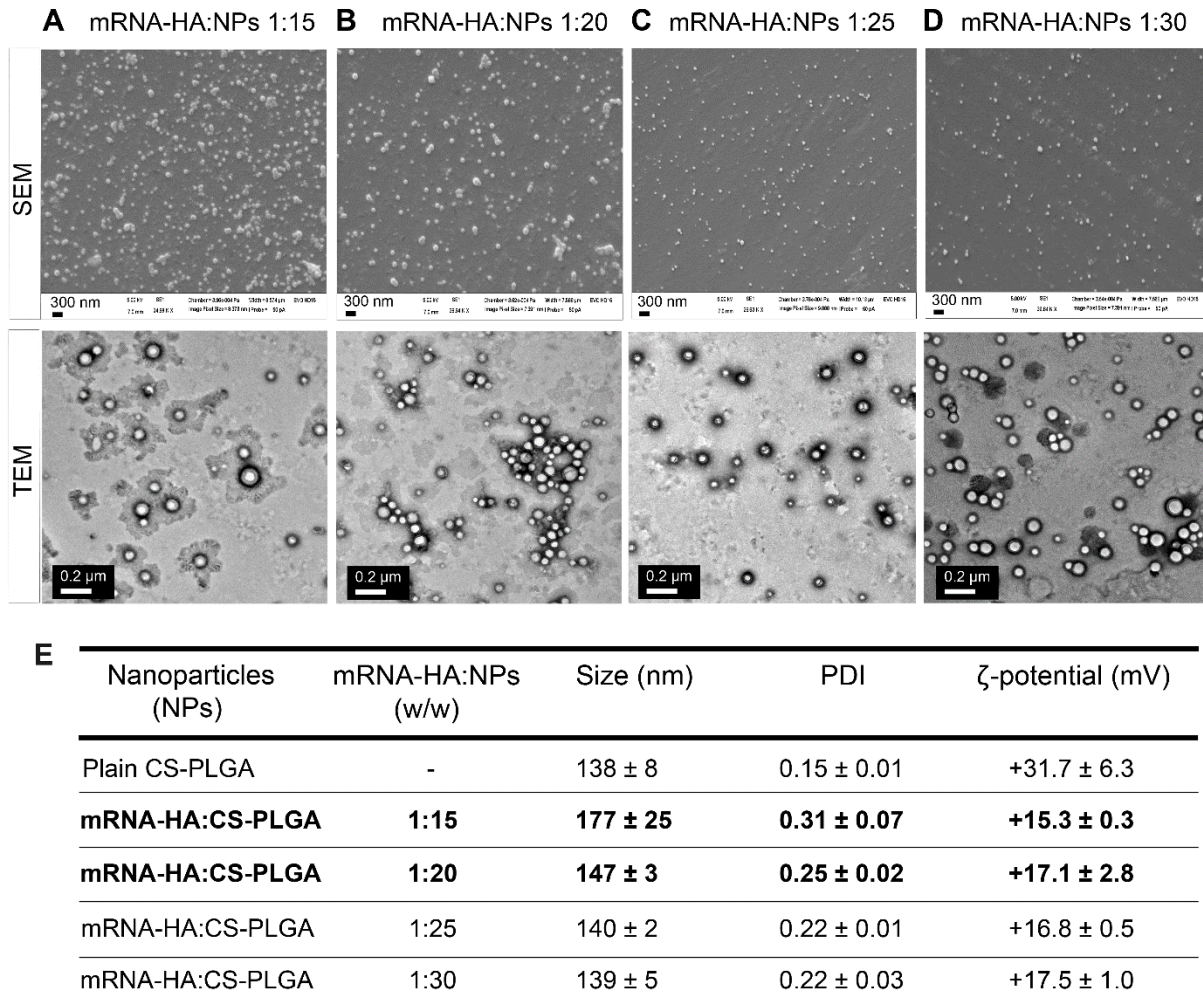 A mRNA-HA:NPs 1:15 B mRNA-HA:NPs 1:20 C mRNA-HA:NPs 1:25 D mRNA-HA:NPs 1:30
SEM
300 nm
300 nm
300 nm
300 nm
TEM
0.2 µm
0.2 µm
0.2 µm
0.2 µm
E
Nanoparticles (NPs) mRNA-HA:NPs (w/w) Size (nm) PDI ζ-potential (mV)
Plain CS-PLGA - 138 ± 8 0.15 ± 0.01 +31.7 ± 6.3
mRNA-HA:CS-PLGA 1:15 177 ± 25 0.31 ± 0.07 +15.3 ± 0.3
mRNA-HA:CS-PLGA 1:20 147 ± 3 0.25 ± 0.02 +17.1 ± 2.8
mRNA-HA:CS-PLGA 1:25 140 ± 2 0.22 ± 0.01 +16.8 ± 0.5
mRNA-HA:CS-PLGA 1:30 139 ± 5 0.22 ± 0.03 +17.5 ± 1.0